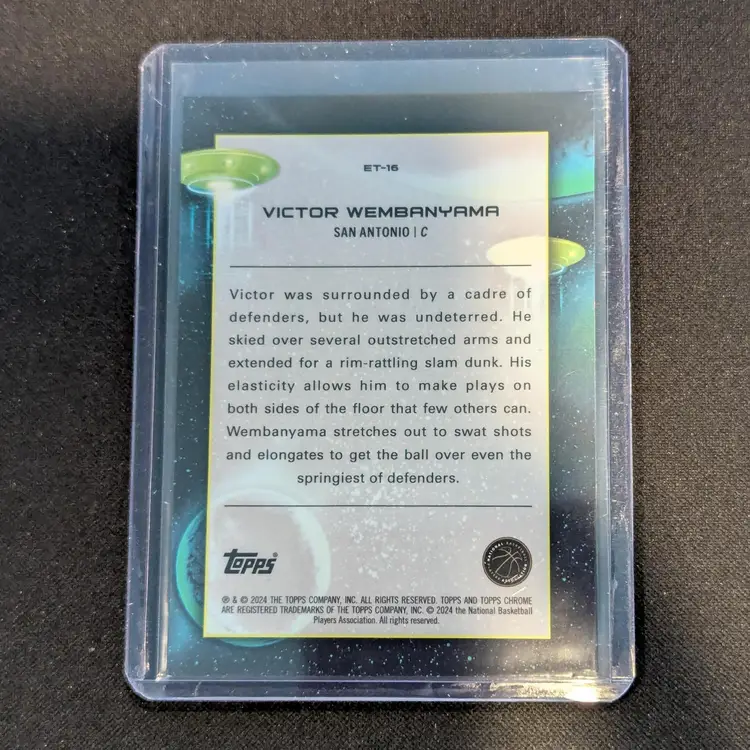 ET-16
VICTOR WEMBANYAMA
SAN ANTONIO | C
Victor was surrounded by a cadre of
defenders, but he was undeterred. He
skied over several outstretched arms and
extended for a rim-rattling slam dunk. His
elasticity allows him to make plays on
both sides of the floor that few others can.
Wembanyama stretches out to swat shots
and elongates to get the ball over even the
springiest of defenders.
topps®
℗ & © 2024 THE TOPPS COMPANY, INC. ALL RIGHTS RESERVED. TOPPS AND TOPPS CHROME
ARE REGISTERED TRADEMARKS OF THE TOPPS COMPANY, INC. © 2024 the National Basketball
Players Association. All rights reserved.